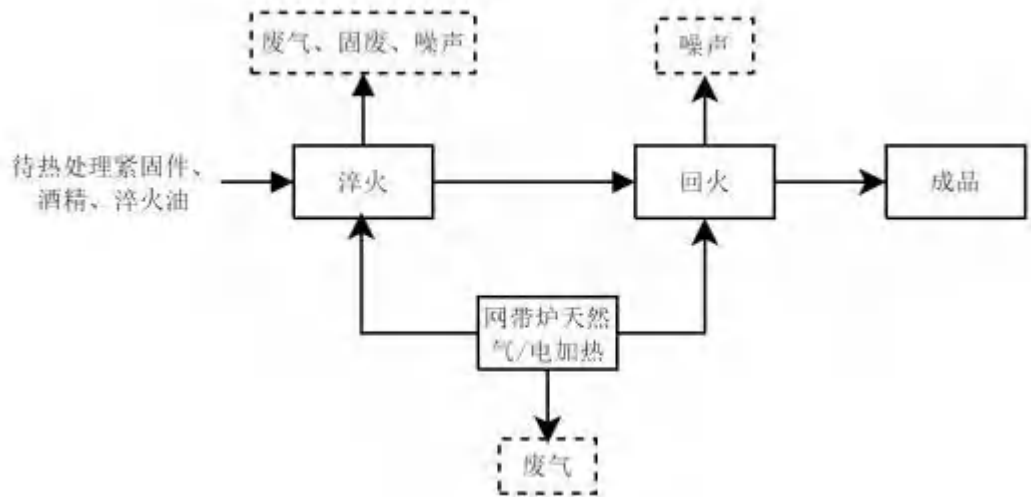 废气、固废、噪声
噪声
待热处理紧固件、
酒精、淬火油
淬火
回火
成品
网带炉天然
气/电加热
废气